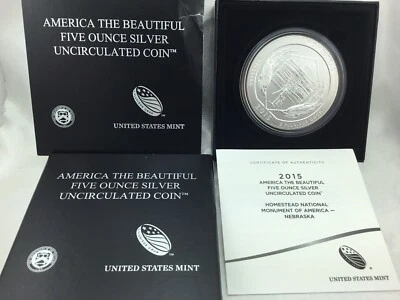 AMERICA THE BEAUTIFUL
FIVE OUNCE SILVER
UNCIRCULATED COIN™
UNITED STATES MINT
AMERICA THE BEAUTIFUL
FIVE OUNCE SILVER
UNCIRCULATED COIN™
UNITED STATES MINT
CERTIFICATE OF AUTHENTICITY
2015
AMERICA THE BEAUTIFUL
FIVE OUNCE SILVER
UNCIRCULATED COIN™
HOMESTEAD NATIONAL
MONUMENT OF AMERICA —
NEBRASKA
UNITED STATES MINT